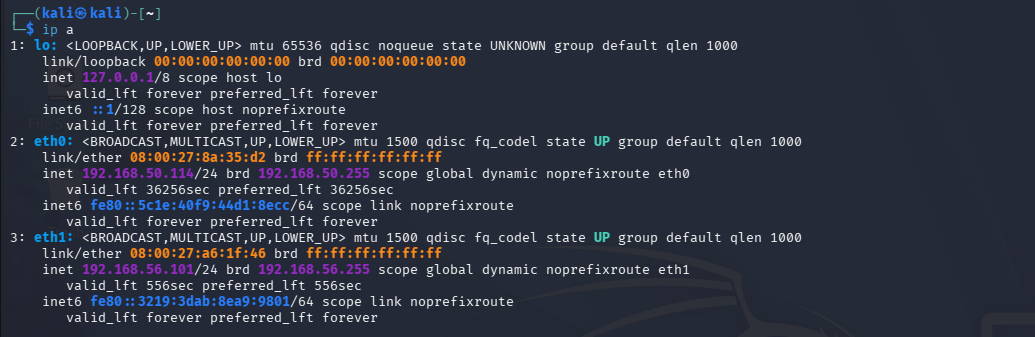 ┌──(kali㉿kali)-[~]
└─$ ip a
1: lo: <LOOPBACK,UP,LOWER_UP> mtu 65536 qdisc noqueue state UNKNOWN group default qlen 1000
    link/loopback 00:00:00:00:00:00 brd 00:00:00:00:00:00
    inet 127.0.0.1/8 scope host lo
       valid_lft forever preferred_lft forever
    inet6 ::1/128 scope host noprefixroute
       valid_lft forever preferred_lft forever
2: eth0: <BROADCAST,MULTICAST,UP,LOWER_UP> mtu 1500 qdisc fq_codel state UP group default qlen 1000
    link/ether 08:00:27:8a:35:d2 brd ff:ff:ff:ff:ff:ff
    inet 192.168.50.114/24 brd 192.168.50.255 scope global dynamic noprefixroute eth0
       valid_lft 36256sec preferred_lft 36256sec
    inet6 fe80::5c1e:40f9:44d1:8ecc/64 scope link noprefixroute
       valid_lft forever preferred_lft forever
3: eth1: <BROADCAST,MULTICAST,UP,LOWER_UP> mtu 1500 qdisc fq_codel state UP group default qlen 1000
    link/ether 08:00:27:a6:1f:46 brd ff:ff:ff:ff:ff:ff
    inet 192.168.56.101/24 brd 192.168.56.255 scope global dynamic noprefixroute eth1
       valid_lft 556sec preferred_lft 556sec
    inet6 fe80::3219:3dab:8ea9:9801/64 scope link noprefixroute
       valid_lft forever preferred_lft forever